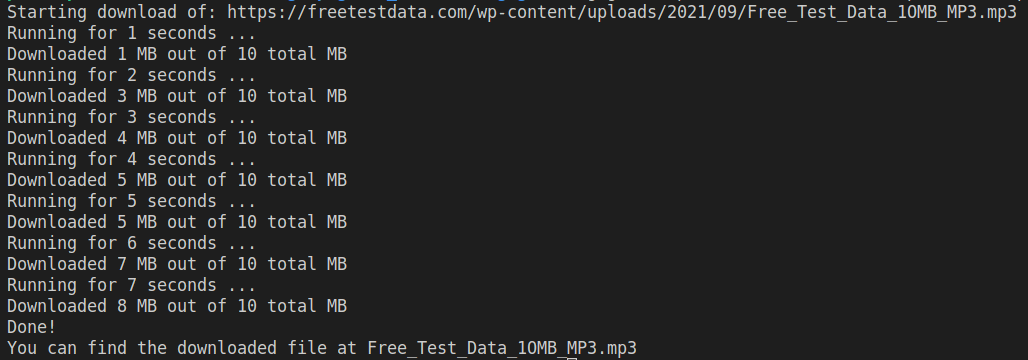 Starting download of: https://freetestdata.com/wp-content/uploads/2021/09/Free_Test_Data_1OMB_MP3.mp3
Running for 1 seconds ...
Downloaded 1 MB out of 10 total MB
Running for 2 seconds ...
Downloaded 3 MB out of 10 total MB
Running for 3 seconds ...
Downloaded 4 MB out of 10 total MB
Running for 4 seconds ...
Downloaded 5 MB out of 10 total MB
Running for 5 seconds ...
Downloaded 5 MB out of 10 total MB
Running for 6 seconds ...
Downloaded 7 MB out of 10 total MB
Running for 7 seconds ...
Downloaded 8 MB out of 10 total MB
Done!
You can find the downloaded file at Free_Test_Data_1OMB_MP3.mp3